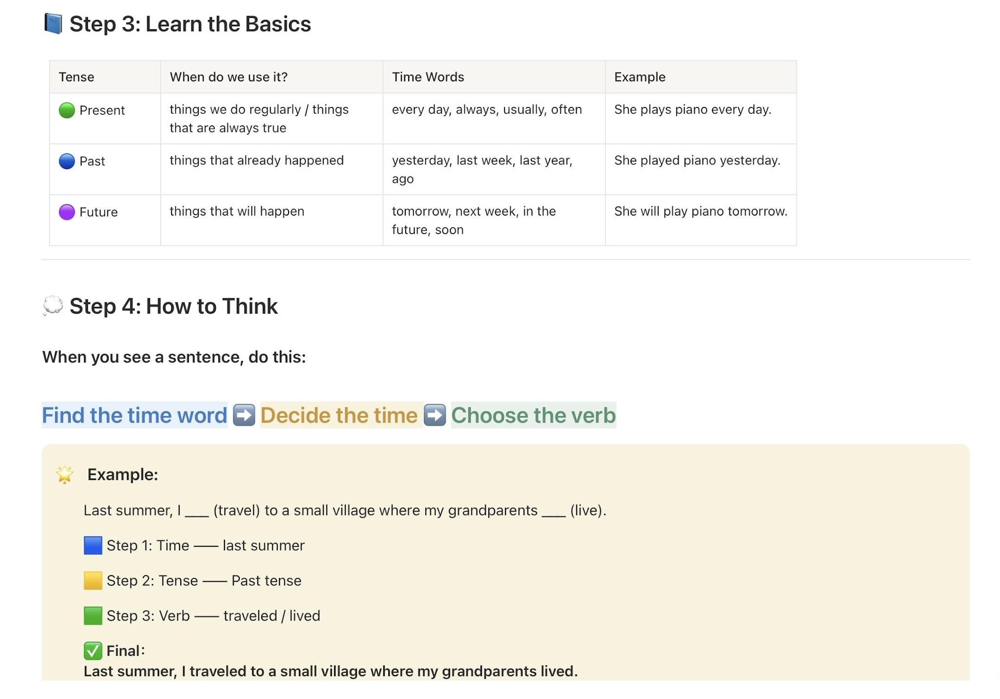 📘 Step 3: Learn the Basics
Tense When do we use it? Time Words Example
🟢 Present things we do regularly / things that are always true every day, always, usually, often She plays piano every day.
🔵 Past things that already happened yesterday, last week, last year, ago She played piano yesterday.
🟣 Future things that will happen tomorrow, next week, in the future, soon She will play piano tomorrow.
💭 Step 4: How to Think
When you see a sentence, do this:
Find the time word ➡️ Decide the time ➡️ Choose the verb
🌟 Example:
Last summer, I ___ (travel) to a small village where my grandparents ___ (live).
🟦 Step 1: Time —— last summer
🟨 Step 2: Tense —— Past tense
🟩 Step 3: Verb —— traveled / lived
✅ Final:
Last summer, I traveled to a small village where my grandparents lived.